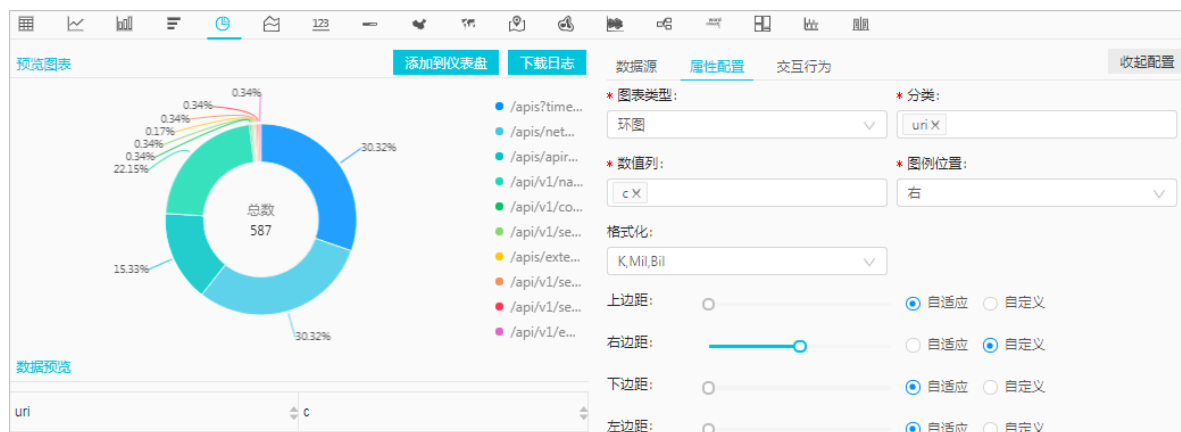 123
预览图表
添加到仪表盘
下载日志
0.34%
0.34%
0.34%
0.17%
0.34%
0.34%
22.15%
30.32%
15.33%
30.32%
总数
587
/apis?time...
/apis/net...
/apis/apir...
/api/v1/na...
/api/v1/co...
/api/v1/se...
/apis/exte...
/api/v1/se...
/api/v1/se...
/api/v1/e...
数据预览
uri
c
数据源
属性配置
交互行为
收起配置
* 图表类型:
* 分类:
环图
uri
* 数值列:
* 图例位置:
c
右
格式化:
K,Mil,Bil
上边距: 自适应 自定义
右边距: 自适应 自定义
下边距: 自适应 自定义
左边距: 自适应 自定义